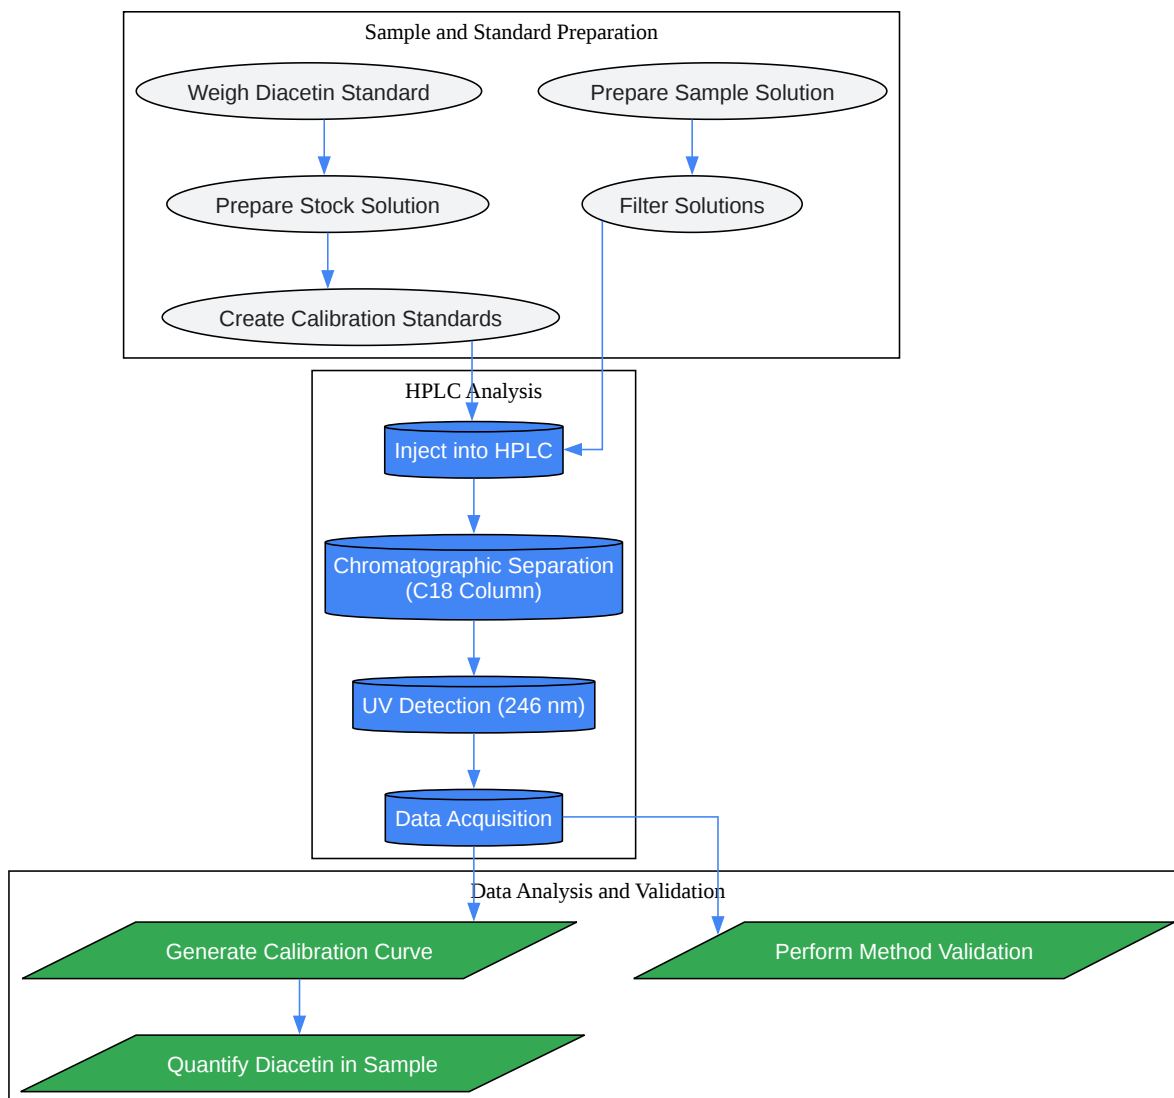 Sample and Standard Preparation
Weigh Diacetin Standard
Prepare Sample Solution
Prepare Stock Solution
Filter Solutions
Create Calibration Standards
HPLC Analysis
Inject into HPLC
Chromatographic Separation
(C18 Column)
UV Detection (246 nm)
Data Acquisition
Data Analysis and Validation
Generate Calibration Curve
Perform Method Validation
Quantify Diacetin in Sample